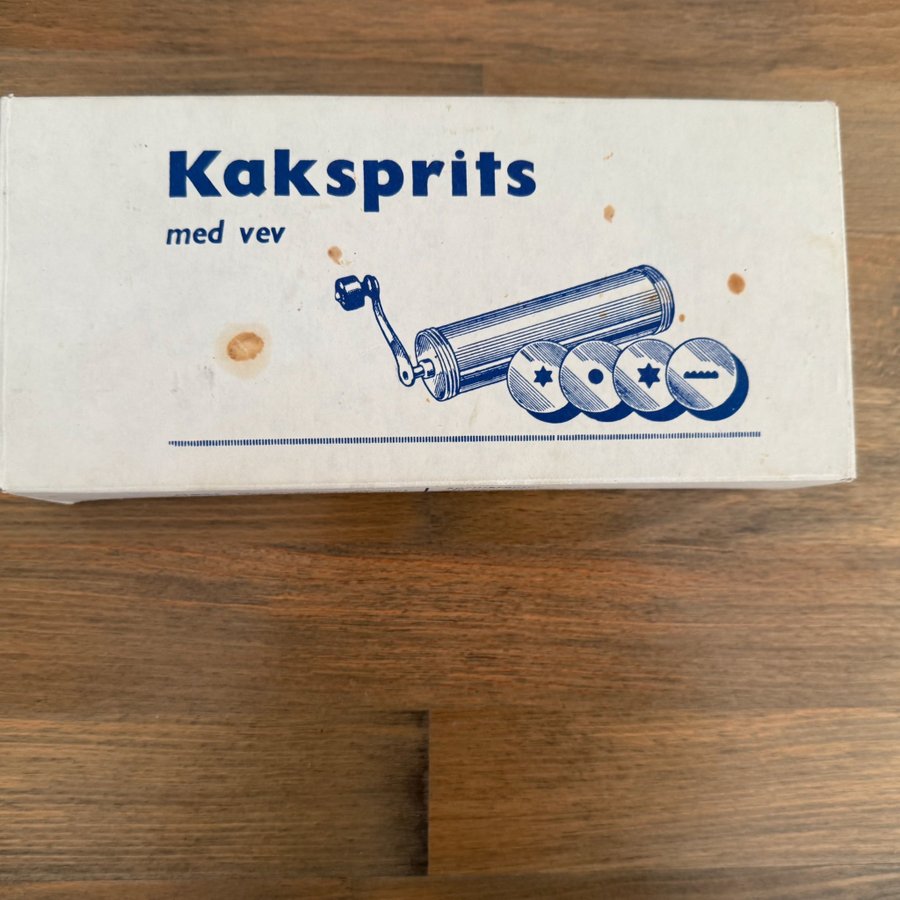 Kaksprits
med vev